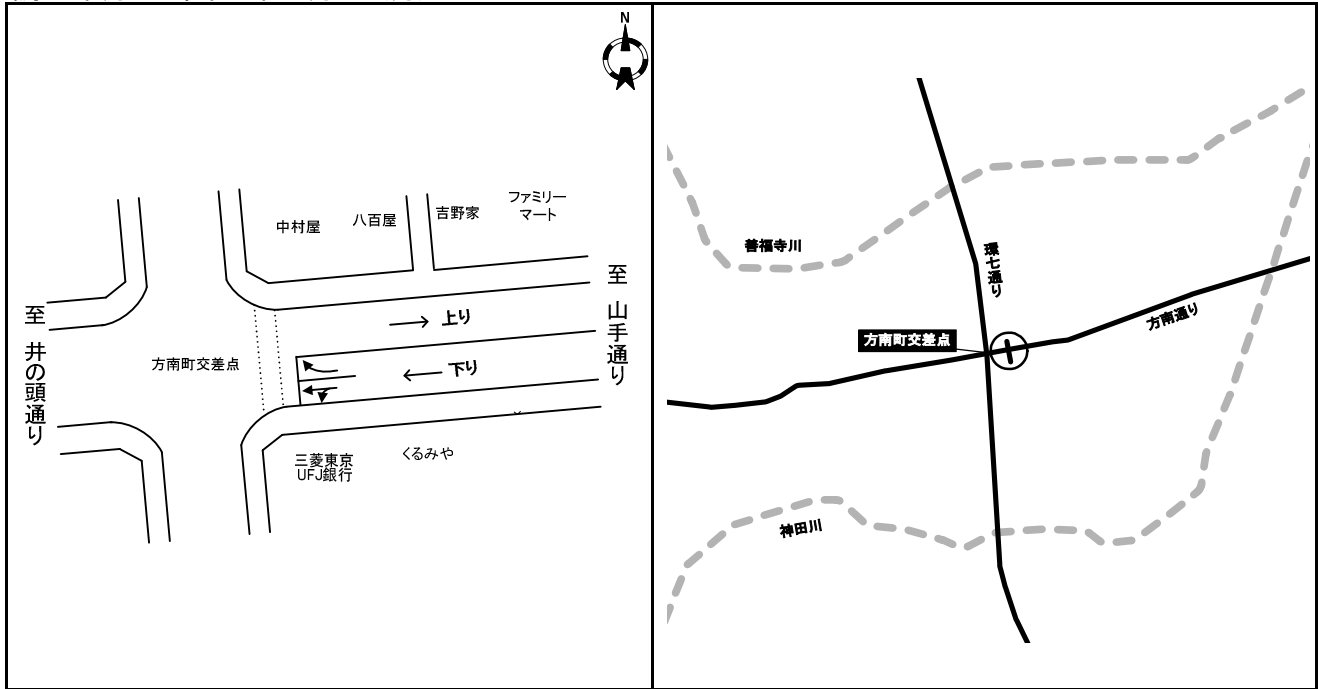 N
中村屋
八百屋
吉野家
ファミリー
マート
至 井の頭通り
至 山手通り
上り
下り
方南町交差点
三菱東京
UFJ銀行
くるみや
善福寺川
環七通り
方南町交差点
方南通り
神田川